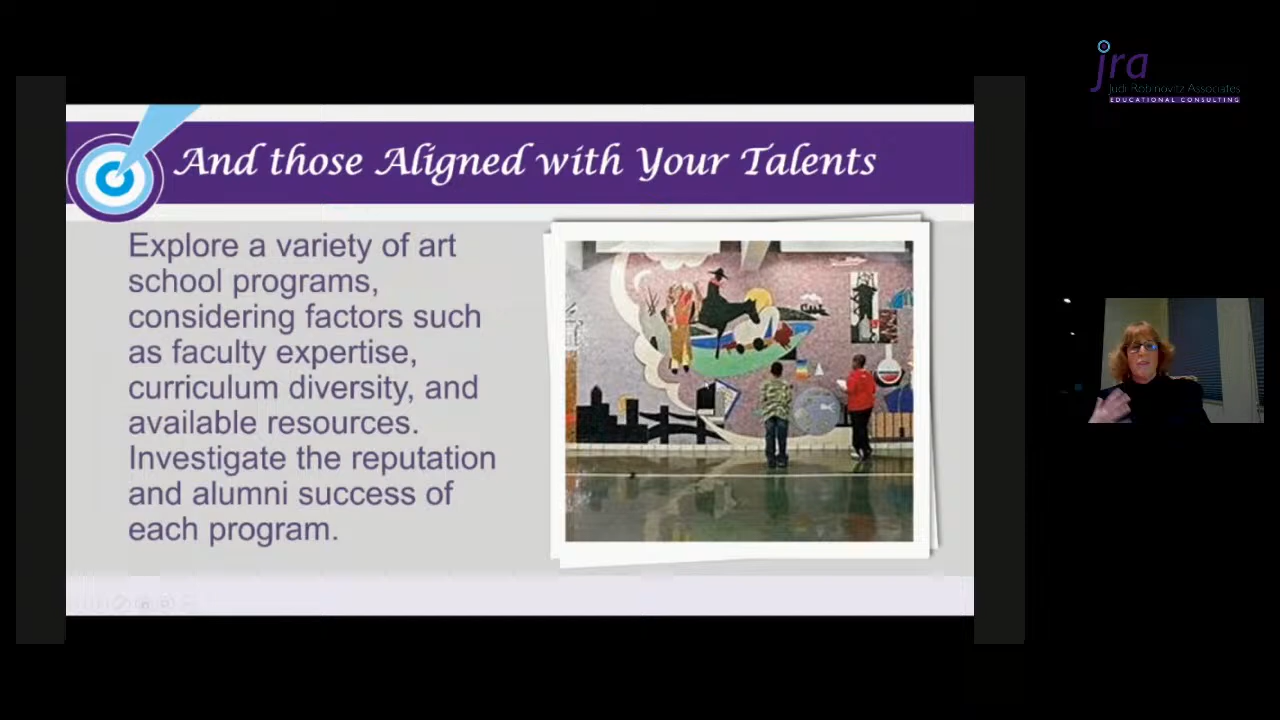 jra
Judi Robinovitz Associates
EDUCATIONAL CONSULTING
And those Aligned with Your Talents
Explore a variety of art
school programs,
considering factors such
as faculty expertise,
curriculum diversity, and
available resources.
Investigate the reputation
and alumni success of
each program.